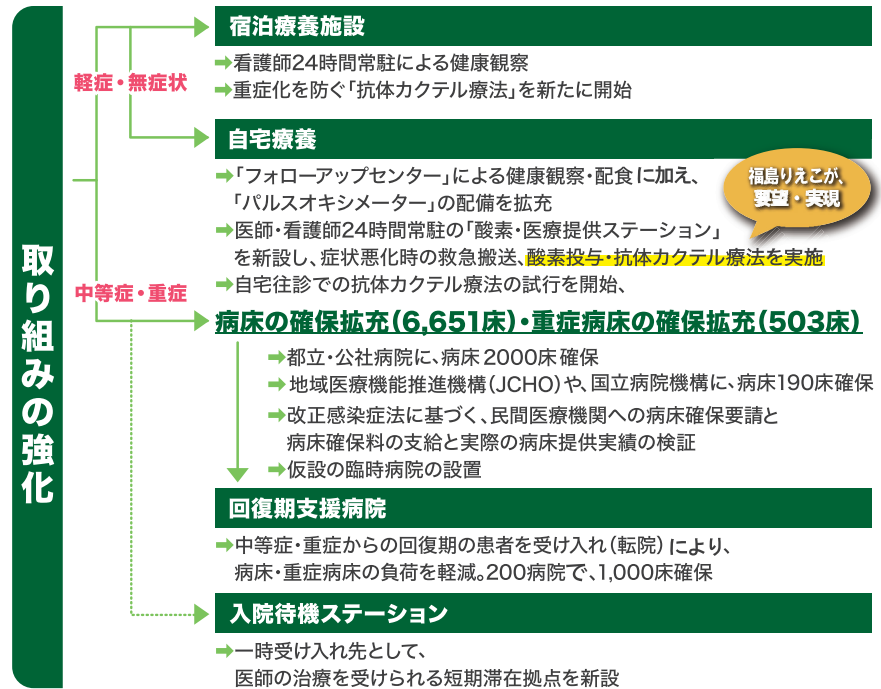 取り組みの強化
宿泊療養施設
➡看護師24時間常駐による健康観察
軽症・無症状
➡重症化を防ぐ「抗体カクテル療法」を新たに開始
自宅療養
➡「フォローアップセンター」による健康観察・配食に加え、
「パルスオキシメーター」の配備を拡充
福島りえこが、
要望・実現
➡医師・看護師24時間常駐の「酸素・医療提供ステーション」
を新設し、症状悪化時の救急搬送、酸素投与・抗体カクテル療法を実施
➡自宅往診での抗体カクテル療法の試行を開始、
中等症・重症
病床の確保拡充（6,651床）・重症病床の確保拡充（503床）
➡都立・公社病院に、病床2000床確保
➡地域医療機能推進機構（JCHO）や、国立病院機構に、病床190床確保
➡改正感染症法に基づく、民間医療機関への病床確保要請と
病床確保料の支給と実際の病床提供実績の検証
➡仮設の臨時病院の設置
回復期支援病院
➡中等症・重症からの回復期の患者を受け入れ（転院）により、
病床・重症病床の負荷を軽減。200病院で、1,000床確保
入院待機ステーション
➡一時受け入れ先として、
医師の治療を受けられる短期滞在拠点を新設